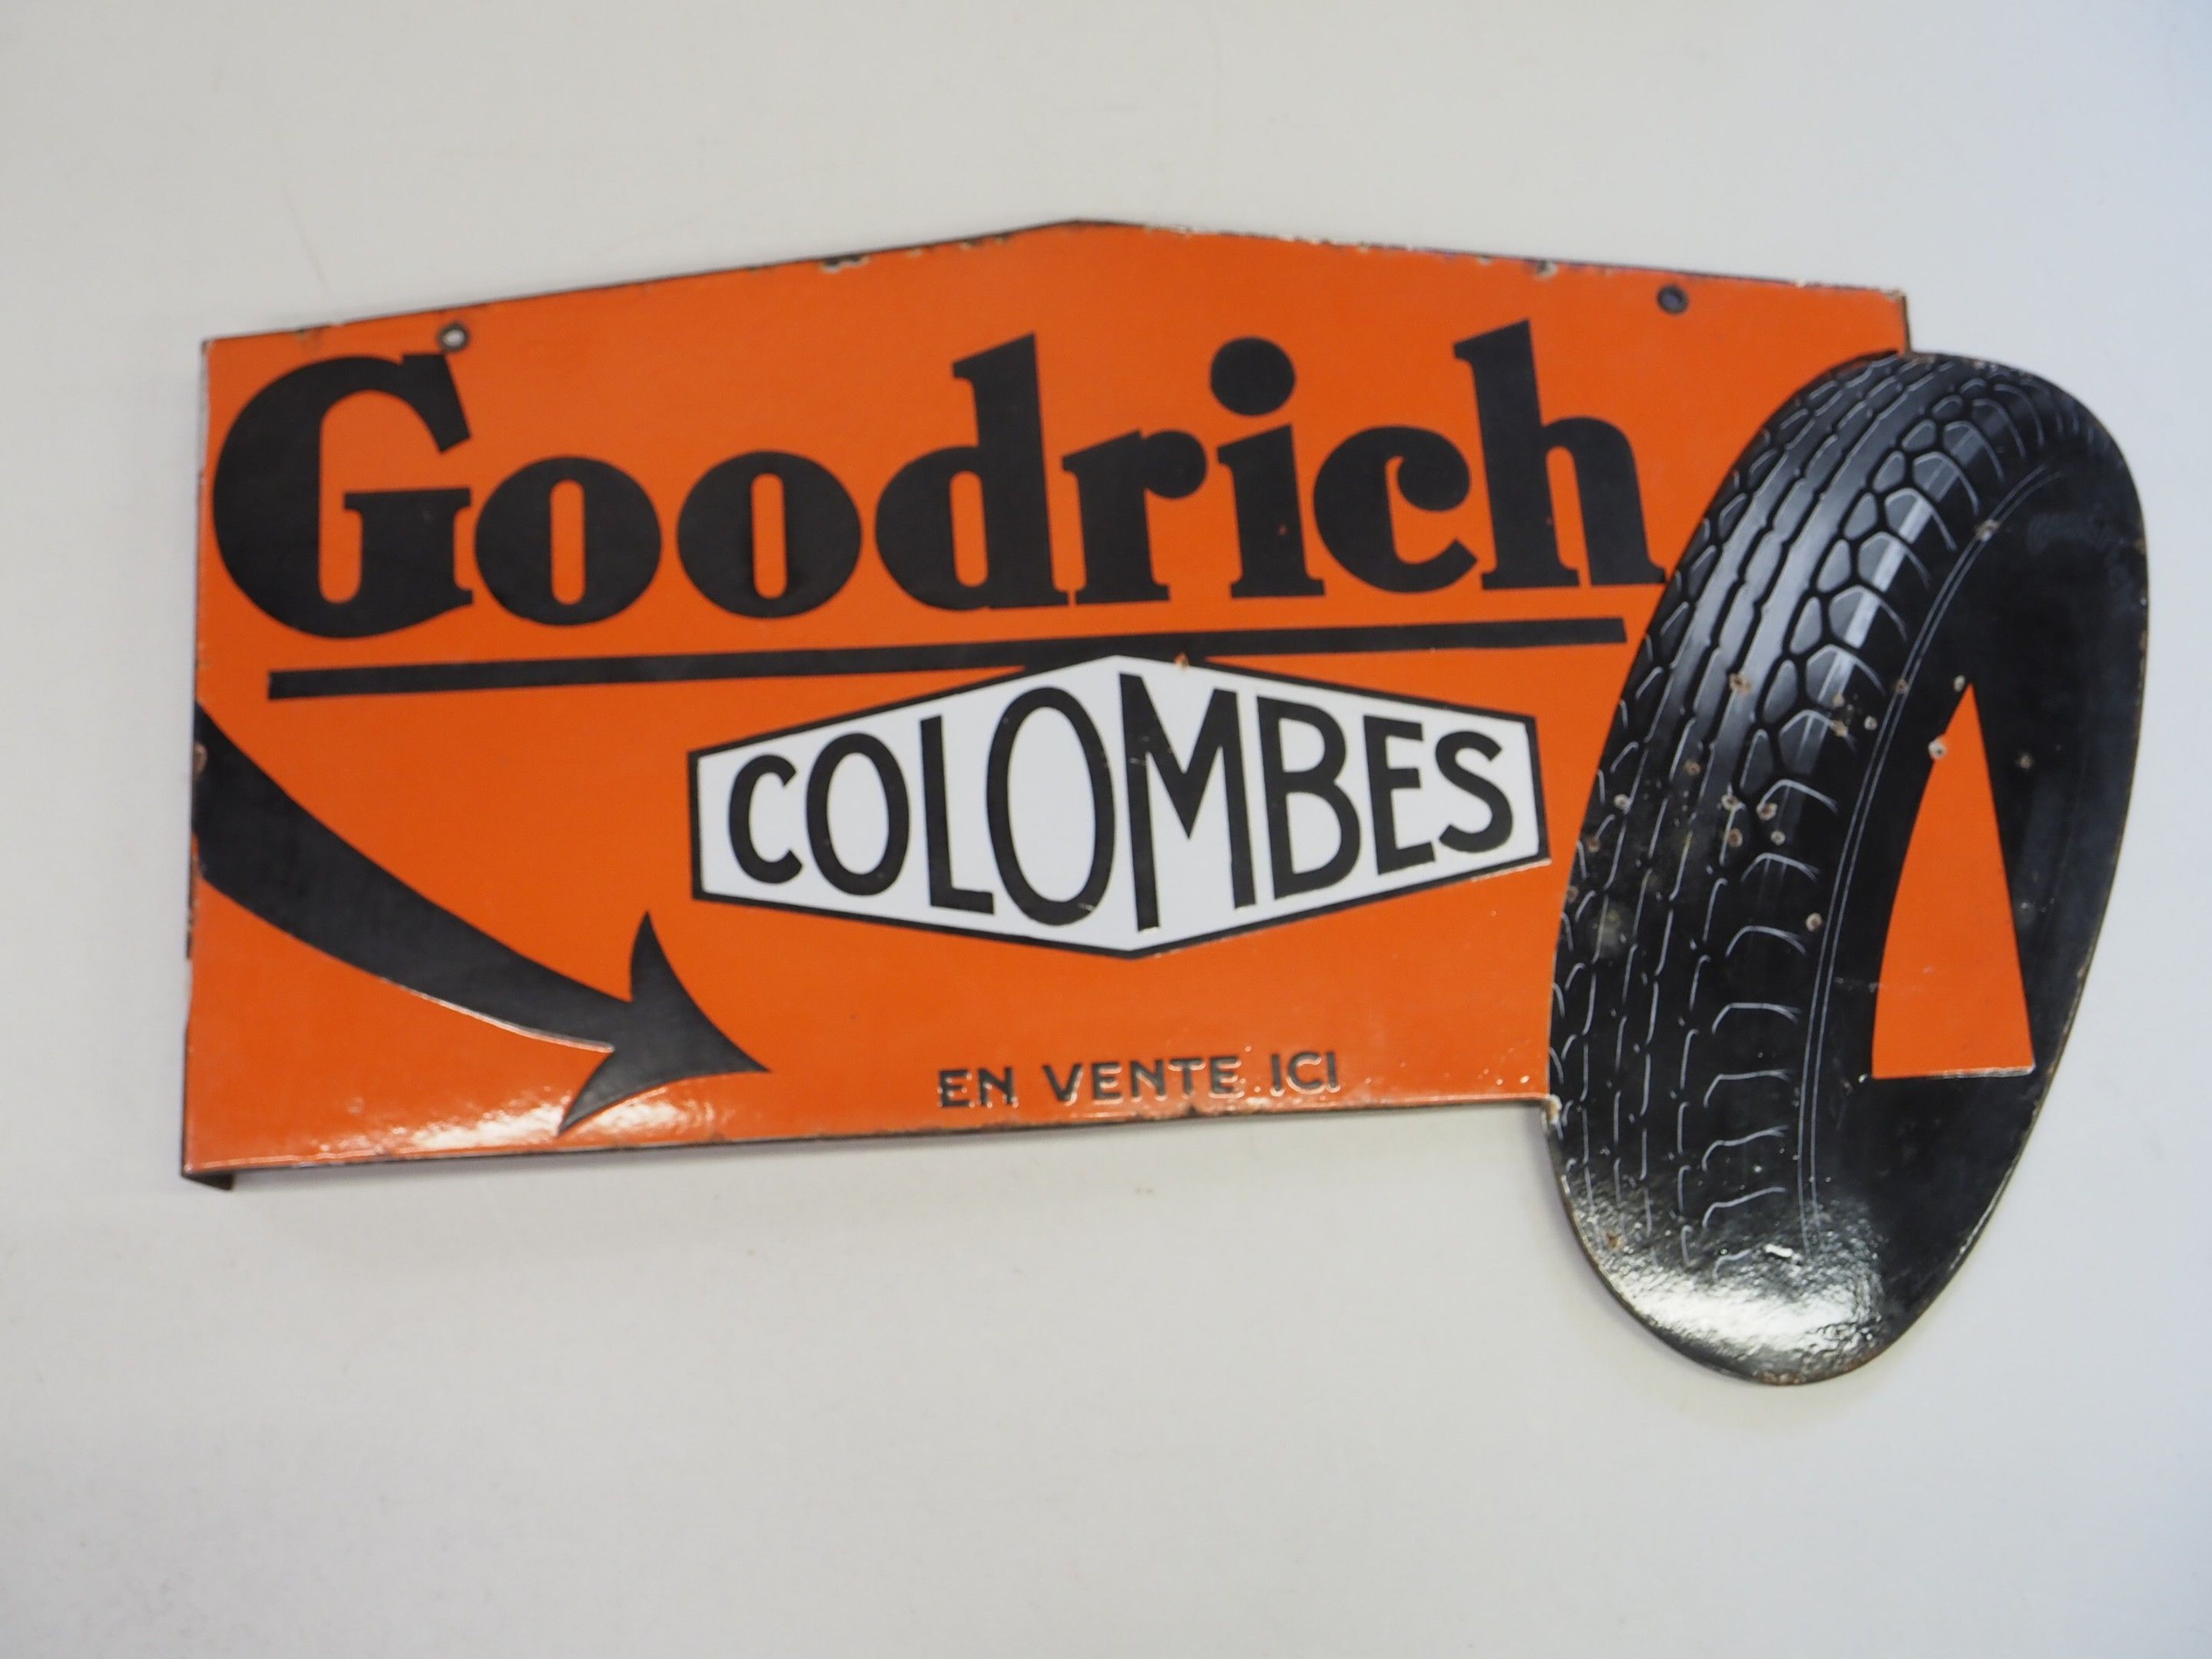 Goodrich
COLOMBES
EN VENTE ICI